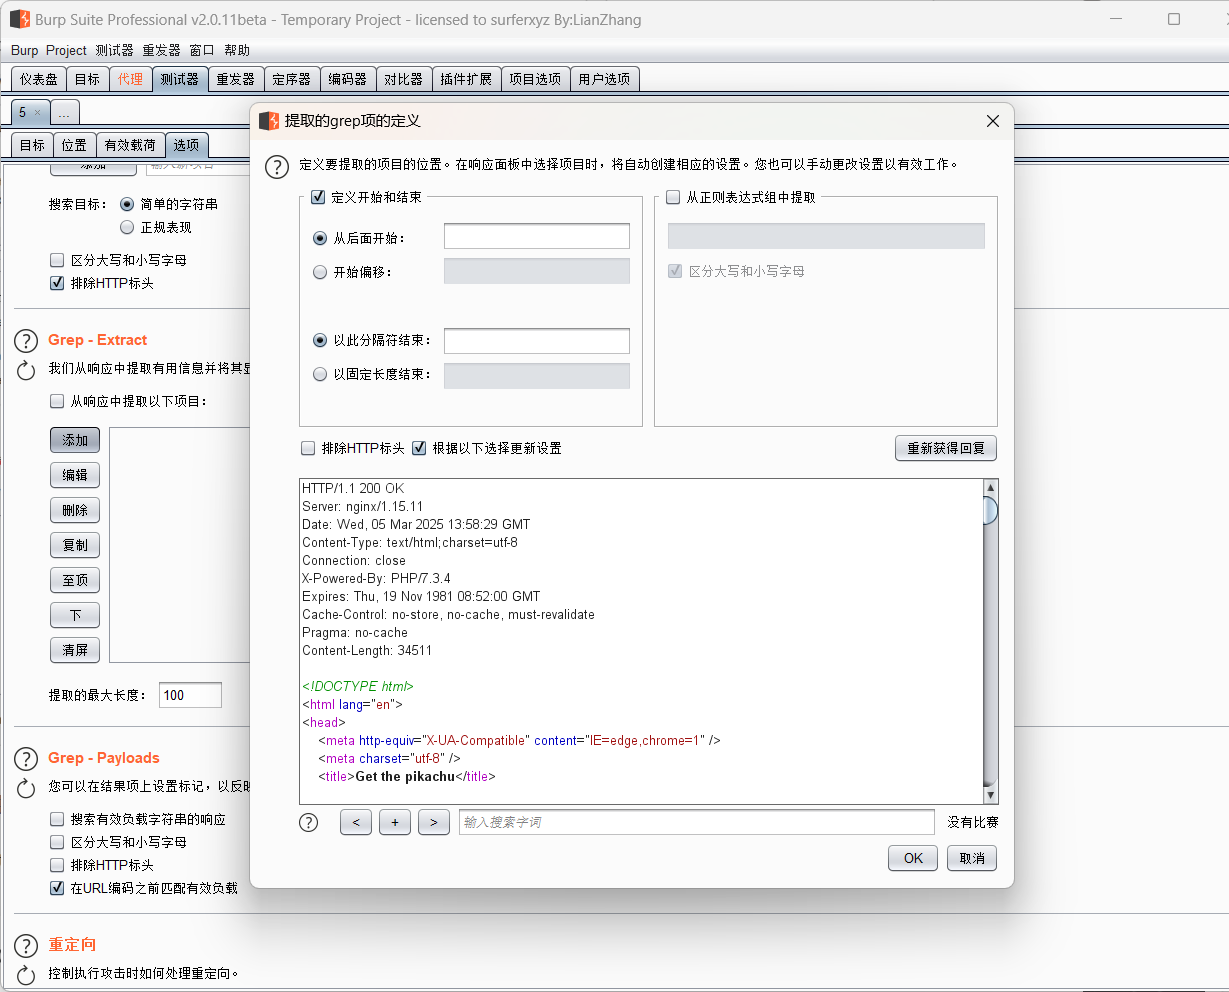 Burp Suite Professional v2.0.11beta - Temporary Project - licensed to surferxyz By:LianZhang
Burp Project 测试器 重发器 窗口 帮助
仪表盘 目标 代理 测试器 重发器 定序器 编码器 对比器 插件扩展 项目选项 用户选项
5 × ...
目标 位置 有效载荷 选项
添加 输入新项目
搜索目标： 简单的字符串
正规表现
区分大写和小写字母
排除HTTP标头
Grep - Extract
我们从响应中提取有用信息并将其显
从响应中提取以下项目：
添加
编辑
刪除
复制
至顶
下
清屏
提取的最大长度： 100
Grep - Payloads
您可以在结果项上设置标记，以反映
搜索有效负载字符串的响应
区分大写和小写字母
排除HTTP标头
在URL编码之前匹配有效负载
重定向
控制执行攻击时如何处理重定向。
提取的grep项的定义
定义要提取的项目的位置。在响应面板中选择项目时，将自动创建相应的设置。您也可以手动更改设置以有效工作。
定义开始和结束
从后面开始：
开始偏移：
以此分隔符结束：
以固定长度结束：
从正则表达式组中提取
区分大写和小写字母
排除HTTP标头 根据以下选择更新设置
重新获得回复
HTTP/1.1 200 OK
Server: nginx/1.15.11
Date: Wed, 05 Mar 2025 13:58:29 GMT
Content-Type: text/html;charset=utf-8
Connection: close
X-Powered-By: PHP/7.3.4
Expires: Thu, 19 Nov 1981 08:52:00 GMT
Cache-Control: no-store, no-cache, must-revalidate
Pragma: no-cache
Content-Length: 34511
<!DOCTYPE html>
<html lang="en">
<head>
<meta http-equiv="X-UA-Compatible" content="IE=edge,chrome=1" />
<meta charset="utf-8" />
<title>Get the pikachu</title>
< + > 输入搜索字词 没有比赛
OK 取消